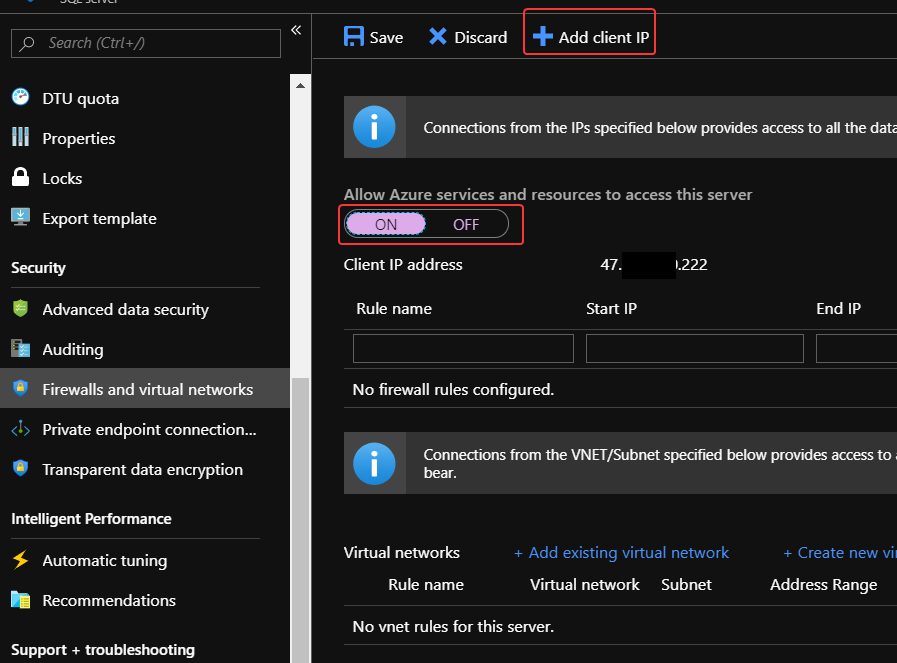 SQL server
Search (Ctrl+/)
«
DTU quota
Properties
Locks
Export template
Security
Advanced data security
Auditing
Firewalls and virtual networks
Private endpoint connection...
Transparent data encryption
Intelligent Performance
Automatic tuning
Recommendations
Support + troubleshooting
Save Discard Add client IP
Connections from the IPs specified below provides access to all the data
Allow Azure services and resources to access this server
ON OFF
Client IP address 47. .222
Rule name Start IP End IP
No firewall rules configured.
Connections from the VNET/Subnet specified below provides access to a
bear.
Virtual networks + Add existing virtual network + Create new vi
Rule name Virtual network Subnet Address Range
No vnet rules for this server.